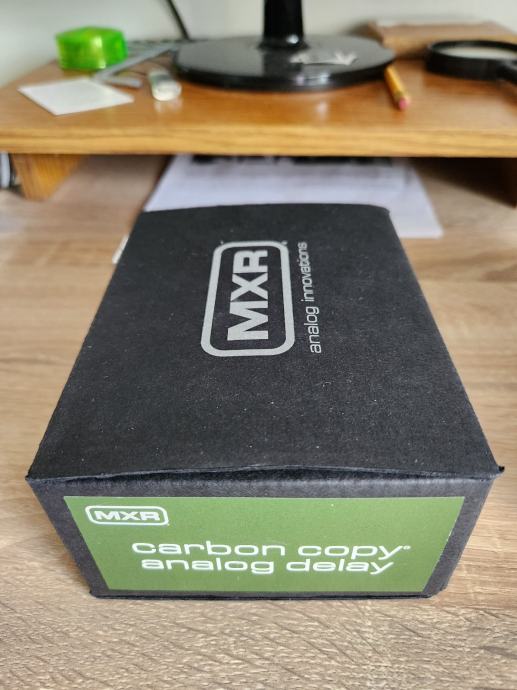 MXR
analog innovations
MXR
carbon copy®
analog delay